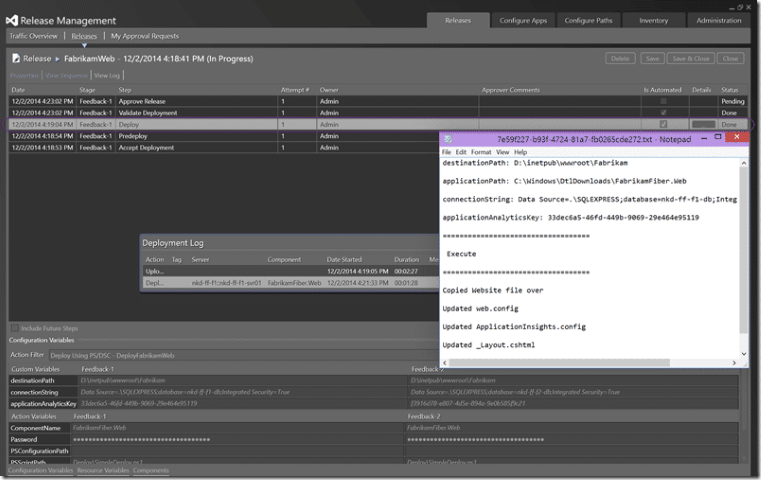 Release Management
Releases
Configure Apps
Configure Paths
Inventory
Administration
Traffic Overview | Releases | My Approval Requests
Release ▸ FabrikamWeb - 12/2/2014 4:18:41 PM (In Progress)
Delete
Save
Save & Close
Close
Properties | View Sequence | View Log
Date Stage Step Attempt # Owner Approver Comments Is Automated Details Status
12/2/2014 4:23:02 PM Feedback-1 Approve Release 1 Admin Pending
12/2/2014 4:23:02 PM Feedback-1 Validate Deployment 1 Admin Done
12/2/2014 4:19:04 PM Feedback-1 Deploy 1 Admin ... Done
12/2/2014 4:18:54 PM Feedback-1 Predeploy 1 Admin
12/2/2014 4:18:53 PM Feedback-1 Accept Deployment 1 Admin
7e59f227-b93f-4724-81a7-fb0265cde272.txt - Notepad
File Edit Format View Help
destinationPath: D:\inetpub\wwwroot\Fabrikam
applicationPath: C:\Windows\DtlDownloads\FabrikamFiber.Web
connectionString: Data Source=.\SQLEXPRESS;database=nkd-ff-f1-db;Integ
applicationAnalyticsKey: 33dec6a5-46fd-449b-9069-29e464e95119
===================================
Execute
===================================
Copied Website file over
Updated web.config
Updated ApplicationInsights.config
Updated _Layout.cshtml
Deployment Log
Action Tag Server Component Date Started Duration Me
Uplo... 12/2/2014 4:19:05 PM 00:02:27
Depl... nkd-ff-f1::nkd-ff-f1-svr01 FabrikamFiber.Web 12/2/2014 4:21:33 PM 00:01:28
Include Future Steps
Configuration Variables
Action Filter Deploy Using PS/DSC - DeployFabrikamWeb
Custom Variables Feedback-1
destinationPath D:\inetpub\wwwroot\Fabrikam D:\inetpub\wwwroot\Fabrikam
connectionString Data Source=.\SQLEXPRESS;database=nkd-ff-f1-db;Integrated Security=True Data Source=.\SQLEXPRESS;database=nkd-ff-f2-db;Integrated Security=True
applicationAnalyticsKey 33dec6a5-46fd-449b-9069-29e464e95119
Action Variables Feedback-1 Feedback-2
ComponentName FabrikamFiber.Web FabrikamFiber.Web
Password ************************************ ************************************
PSConfigurationPath
PSScriptPath Deploy\SimpleDeploy.ps1 Deploy\SimpleDeploy.ps1
Configuration Variables Resource Variables Components